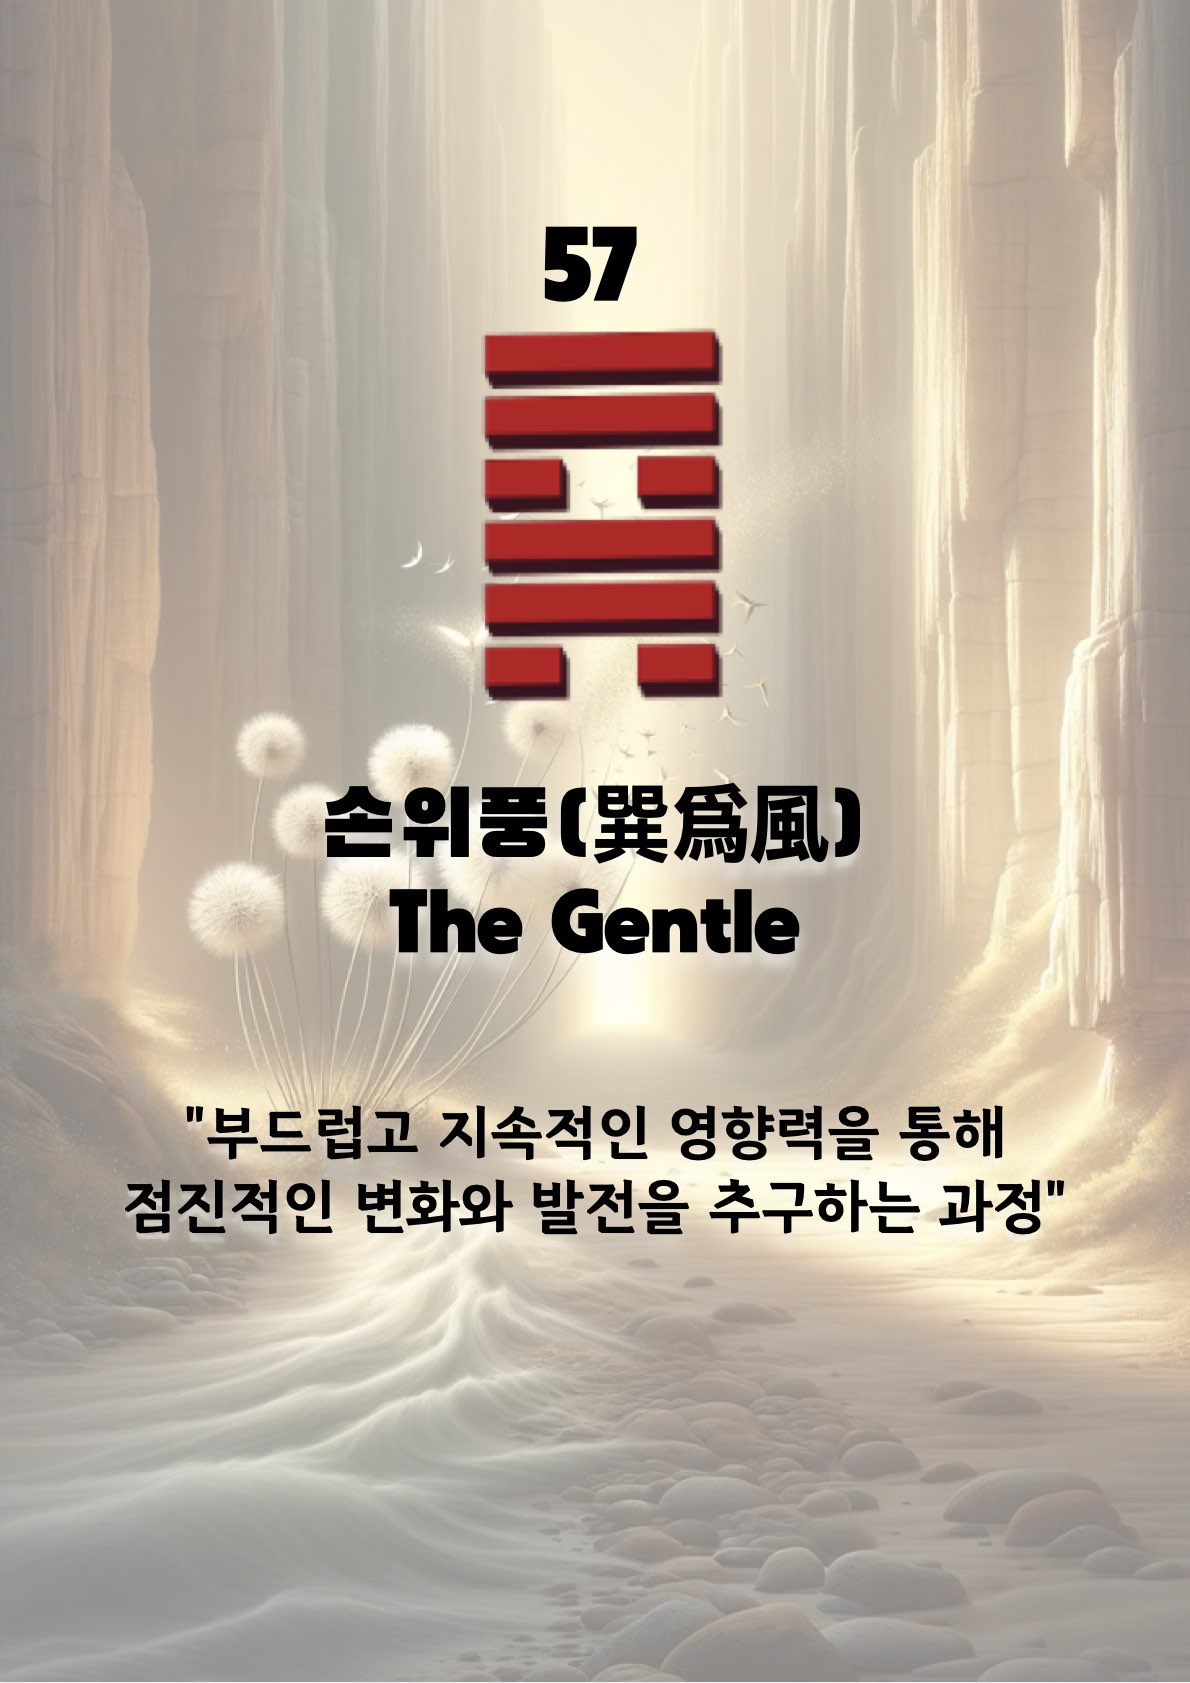 57
손위풍(巽爲風)
The Gentle
"부드럽고 지속적인 영향력을 통해
점진적인 변화와 발전을 추구하는 과정"